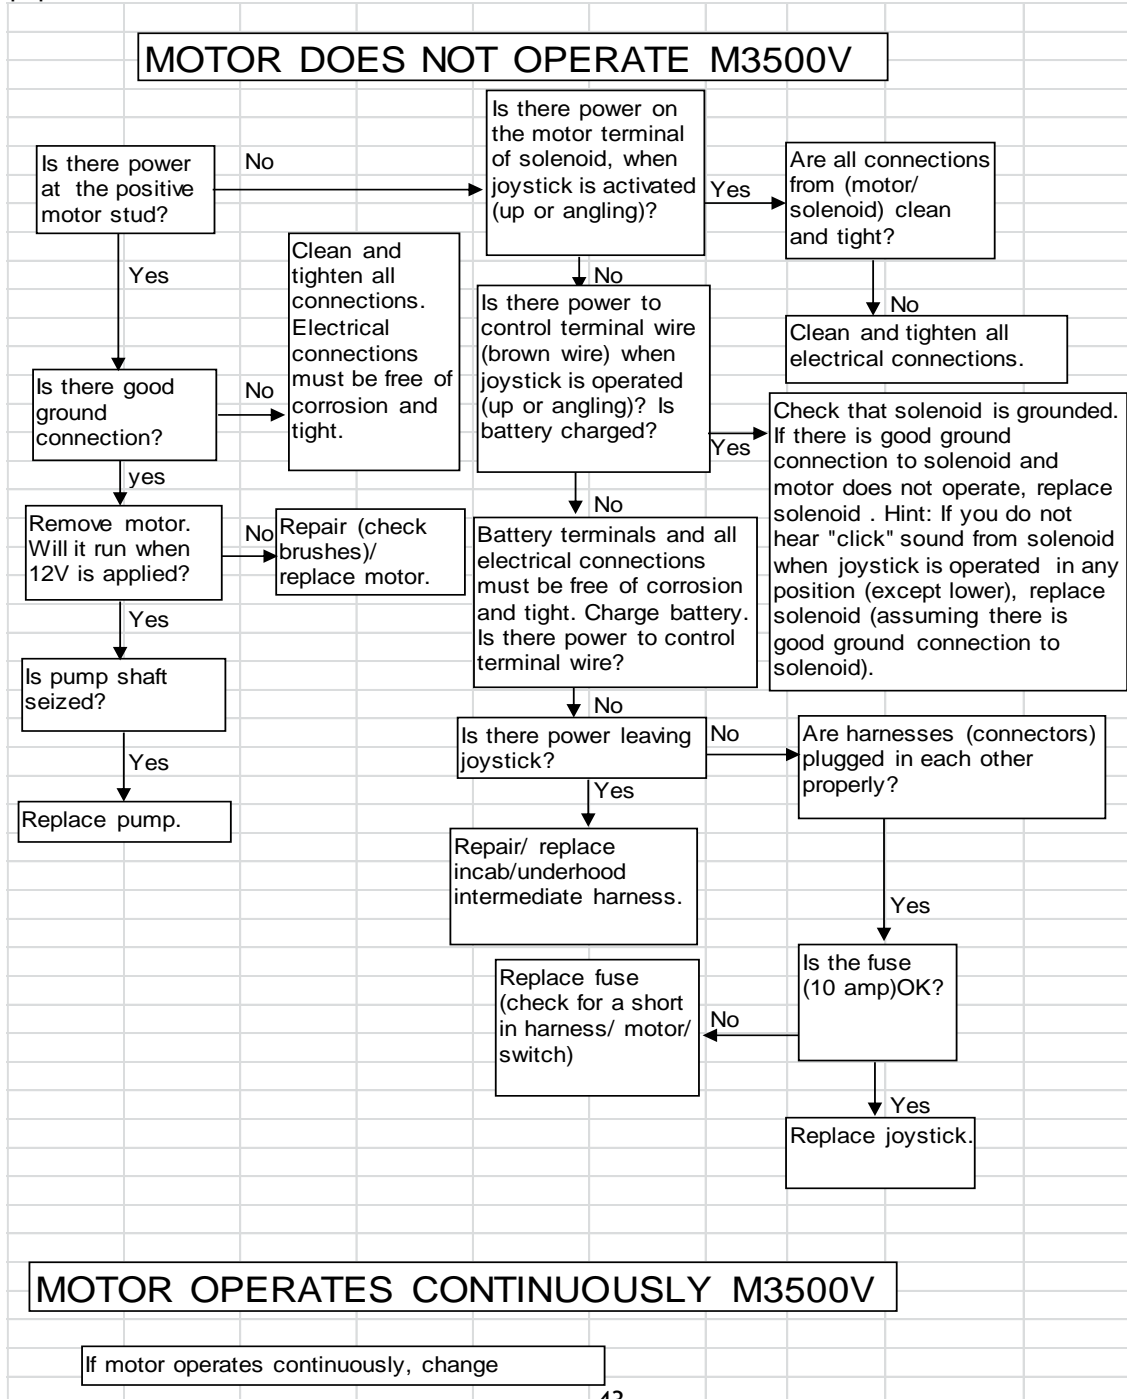 MOTOR DOES NOT OPERATE M3500V
Is there power
at the positive
motor stud?
No
Is there power on
the motor terminal
of solenoid, when
joystick is activated
(up or angling)?
Yes
Are all connections
from (motor/
solenoid) clean
and tight?
No
Clean and tighten all
electrical connections.
Yes
Clean and
tighten all
connections.
Electrical
connections
must be free of
corrosion and
tight.
No
Is there power to
control terminal wire
(brown wire) when
joystick is operated
(up or angling)? Is
battery charged?
Yes
Check that solenoid is grounded.
If there is good ground
connection to solenoid and
motor does not operate, replace
solenoid . Hint: If you do not
hear "click" sound from solenoid
when joystick is operated in any
position (except lower), replace
solenoid (assuming there is
good ground connection to
solenoid).
Is there good
ground
connection?
No
yes
Remove motor.
Will it run when
12V is applied?
No
Repair (check
brushes)/
replace motor.
Yes
Is pump shaft
seized?
Yes
Replace pump.
No
Battery terminals and all
electrical connections
must be free of corrosion
and tight. Charge battery.
Is there power to control
terminal wire?
No
Is there power leaving
joystick?
No
Are harnesses (connectors)
plugged in each other
properly?
Yes
Repair/ replace
incab/underhood
intermediate harness.
Yes
Is the fuse
(10 amp)OK?
No
Replace fuse
(check for a short
in harness/ motor/
switch)
Yes
Replace joystick.
MOTOR OPERATES CONTINUOUSLY M3500V
If motor operates continuously, change